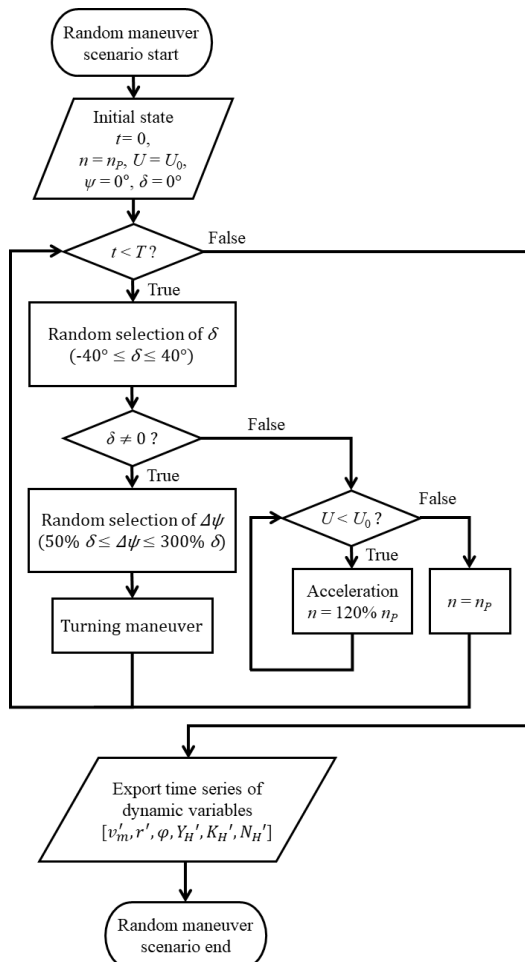 Random maneuver
scenario start
Initial state
t= 0,
n = n_P, U = U_0,
ψ = 0°, δ = 0°
t < T ?
False
True
Random selection of δ
(-40° ≤ δ ≤ 40°)
δ ≠ 0 ?
False
True
Random selection of Δψ
(50% δ ≤ Δψ ≤ 300% δ)
U < U_0 ?
False
True
Turning maneuver
Acceleration
n = 120% n_P
n = n_P
Export time series of
dynamic variables
[v'_m, r', φ, Y_H', K_H', N_H']
Random maneuver
scenario end